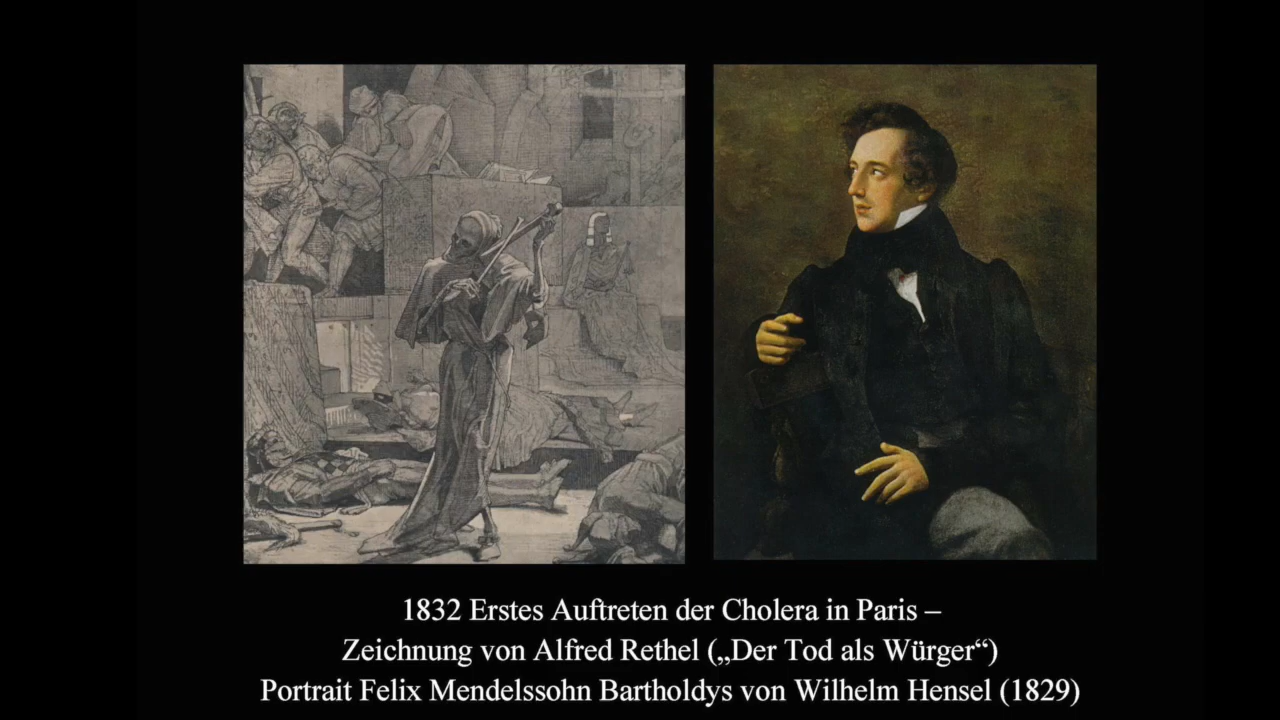 1832 Erstes Auftreten der Cholera in Paris –
Zeichnung von Alfred Rethel („Der Tod als Würger“)
Portrait Felix Mendelssohn Bartholdys von Wilhelm Hensel (1829)